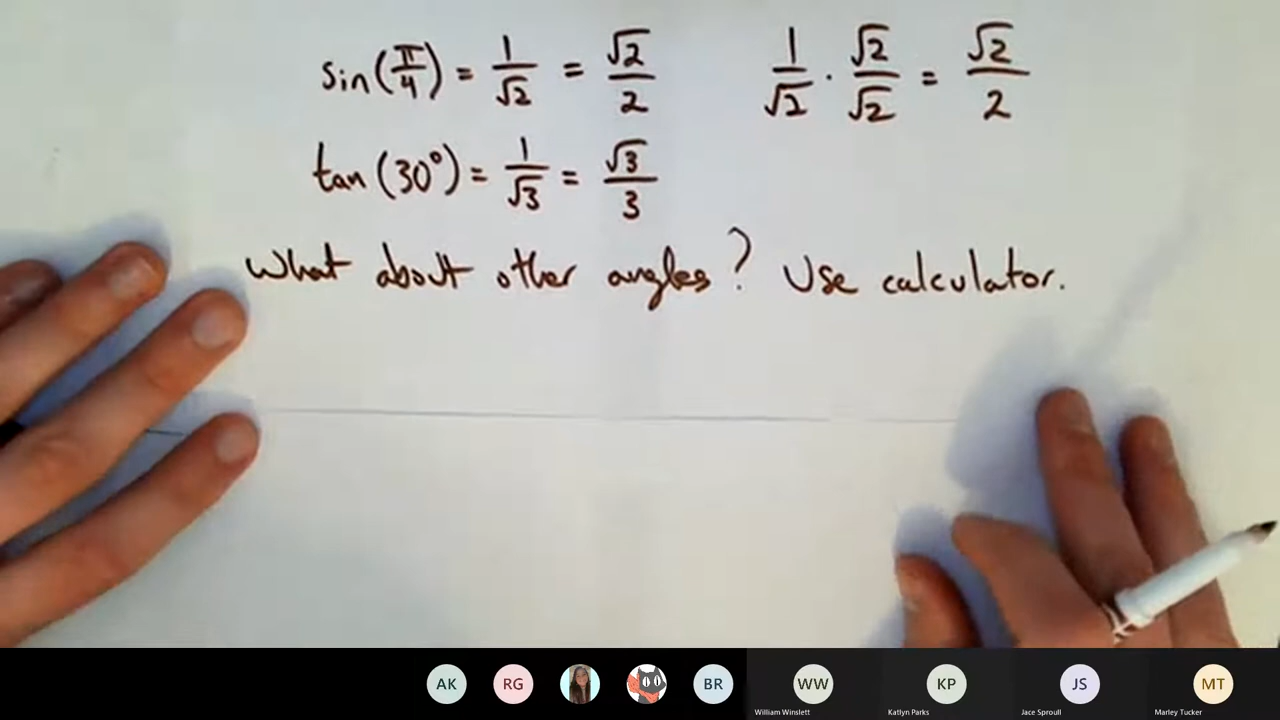 sin(π/4) = 1/√2 = √2/2    1/√2 · √2/√2 = √2/2
tan(30°) = 1/√3 = √3/3
What about other angles? Use calculator.
AK RG BR WW KP JS MT
William Winslett Katlyn Parks Jace Sproull Marley Tucker